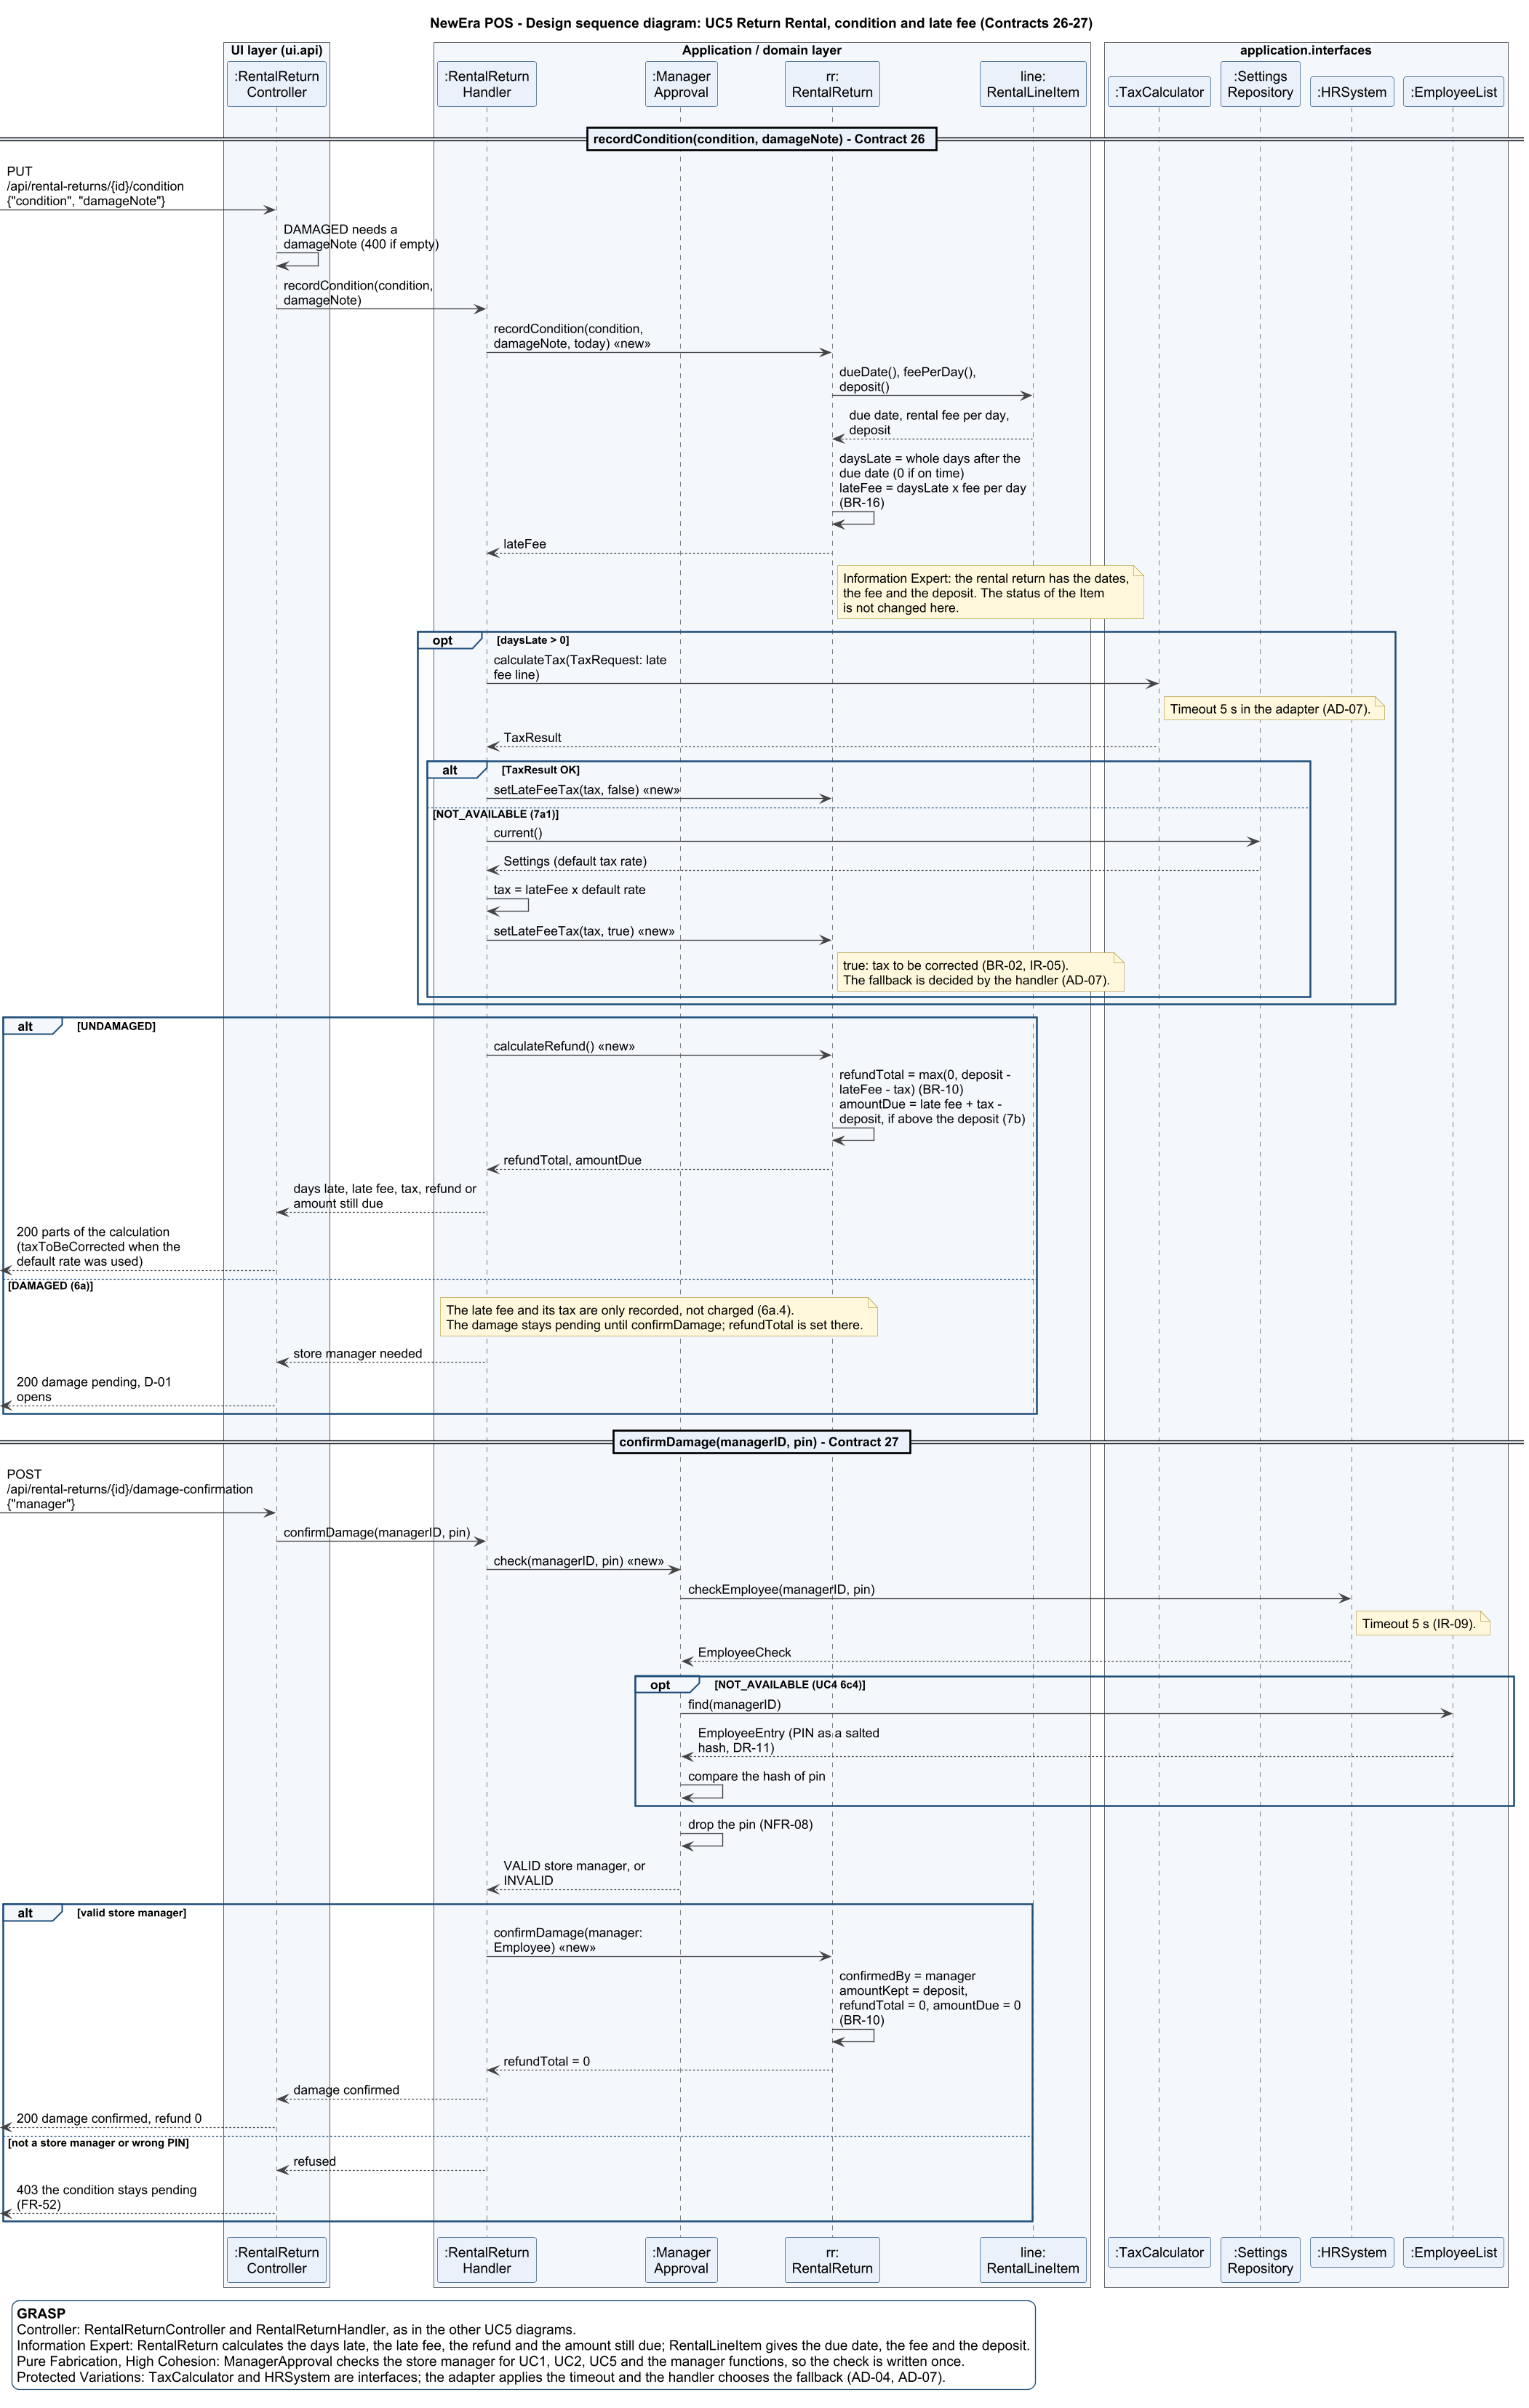 NewEra POS - Design sequence diagram: UC5 Return Rental, condition and late fee (Contracts 26-27)
UI layer (ui.api)
Application / domain layer
application.interfaces
:RentalReturn
Controller
:RentalReturn
Handler
:Manager
Approval
rr:
RentalReturn
line:
RentalLineItem
:TaxCalculator
:Settings
Repository
:HRSystem
:EmployeeList
recordCondition(condition, damageNote) - Contract 26
PUT
/api/rental-returns/{id}/condition
{"condition", "damageNote"}
DAMAGED needs a
damageNote (400 if empty)
recordCondition(condition,
damageNote)
recordCondition(condition,
damageNote, today) «new»
dueDate(), feePerDay(),
deposit()
due date, rental fee per day,
deposit
daysLate = whole days after the
due date (0 if on time)
lateFee = daysLate x fee per day
(BR-16)
lateFee
Information Expert: the rental return has the dates,
the fee and the deposit. The status of the Item
is not changed here.
opt
[daysLate > 0]
calculateTax(TaxRequest: late
fee line)
Timeout 5 s in the adapter (AD-07).
TaxResult
alt
[TaxResult OK]
setLateFeeTax(tax, false) «new»
[NOT_AVAILABLE (7a1)]
current()
Settings (default tax rate)
tax = lateFee x default rate
setLateFeeTax(tax, true) «new»
true: tax to be corrected (BR-02, IR-05).
The fallback is decided by the handler (AD-07).
alt
[UNDAMAGED]
calculateRefund() «new»
refundTotal = max(0, deposit -
lateFee - tax) (BR-10)
amountDue = late fee + tax -
deposit, if above the deposit (7b)
refundTotal, amountDue
days late, late fee, tax, refund or
amount still due
200 parts of the calculation
(taxToBeCorrected when the
default rate was used)
[DAMAGED (6a)]
The late fee and its tax are only recorded, not charged (6a.4).
The damage stays pending until confirmDamage; refundTotal is set there.
store manager needed
200 damage pending, D-01
opens
confirmDamage(managerID, pin) - Contract 27
POST
/api/rental-returns/{id}/damage-confirmation
{"manager"}
confirmDamage(managerID, pin)
check(managerID, pin) «new»
checkEmployee(managerID, pin)
Timeout 5 s (IR-09).
EmployeeCheck
opt
[NOT_AVAILABLE (UC4 6c4)]
find(managerID)
EmployeeEntry (PIN as a salted
hash, DR-11)
compare the hash of pin
drop the pin (NFR-08)
VALID store manager, or
INVALID
alt
[valid store manager]
confirmDamage(manager:
Employee) «new»
confirmedBy = manager
amountKept = deposit,
refundTotal = 0, amountDue = 0
(BR-10)
refundTotal = 0
damage confirmed
200 damage confirmed, refund 0
[not a store manager or wrong PIN]
refused
403 the condition stays pending
(FR-52)
:RentalReturn
Controller
:RentalReturn
Handler
:Manager
Approval
rr:
RentalReturn
line:
RentalLineItem
:TaxCalculator
:Settings
Repository
:HRSystem
:EmployeeList
GRASP
Controller: RentalReturnController and RentalReturnHandler, as in the other UC5 diagrams.
Information Expert: RentalReturn calculates the days late, the late fee, the refund and the amount still due; RentalLineItem gives the due date, the fee and the deposit.
Pure Fabrication, High Cohesion: ManagerApproval checks the store manager for UC1, UC2, UC5 and the manager functions, so the check is written once.
Protected Variations: TaxCalculator and HRSystem are interfaces; the adapter applies the timeout and the handler chooses the fallback (AD-04, AD-07).